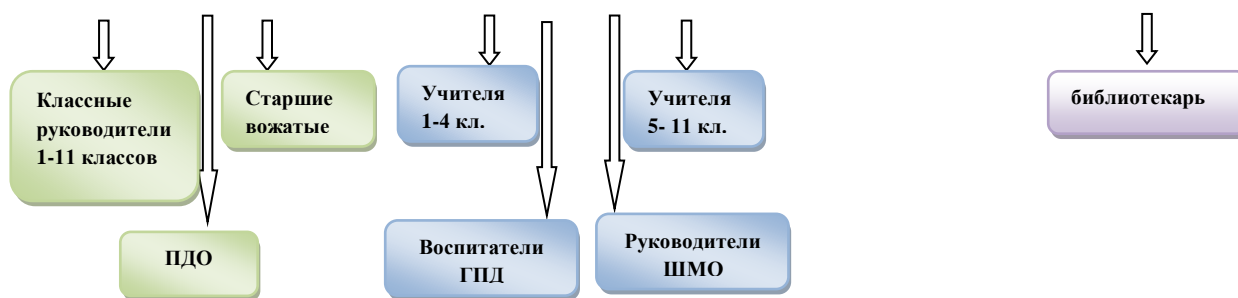 Классные
руководители
1-11 классов
Старшие
вожатые
Учителя
1-4 кл.
Учителя
5- 11 кл.
библиотекарь
ПДО
Воспитатели
ГПД
Руководители
ШМО